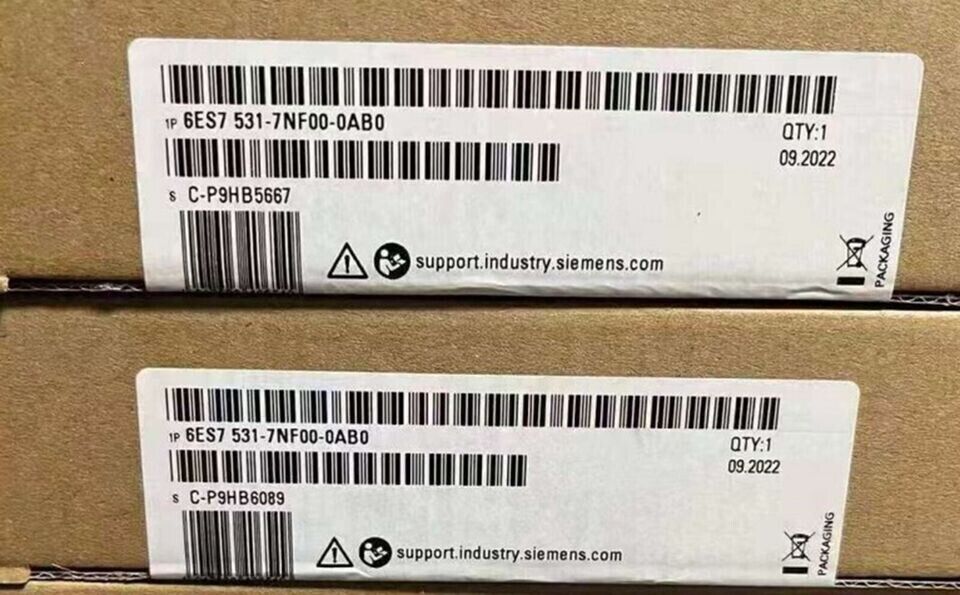 1P 6ES7 531-7NF00-0AB0
QTY:1
09.2022
S C-P9HB5667
support.industry.siemens.com
PACKAGING
1P 6ES7 531-7NF00-0AB0
QTY:1
09.2022
S C-P9HB6089
support.industry.siemens.com
PACKAGING